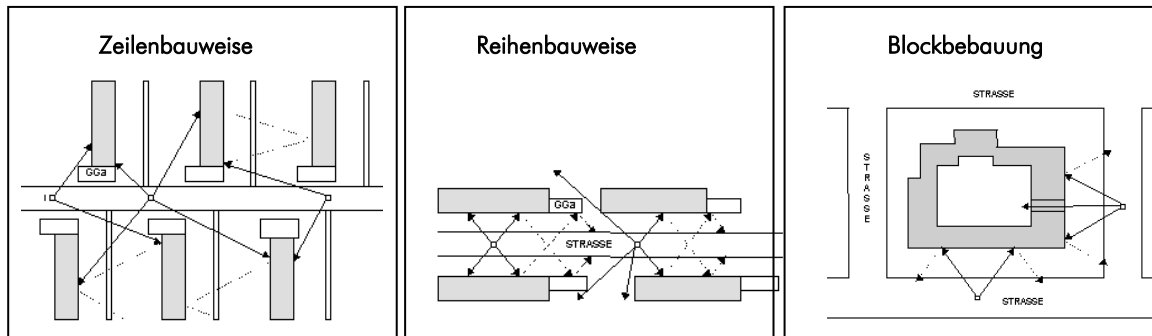 Zeilenbauweise
GGa
Reihenbauweise
GGa
STRASSE
Blockbebauung
STRASSE
STRASSE
STRASSE